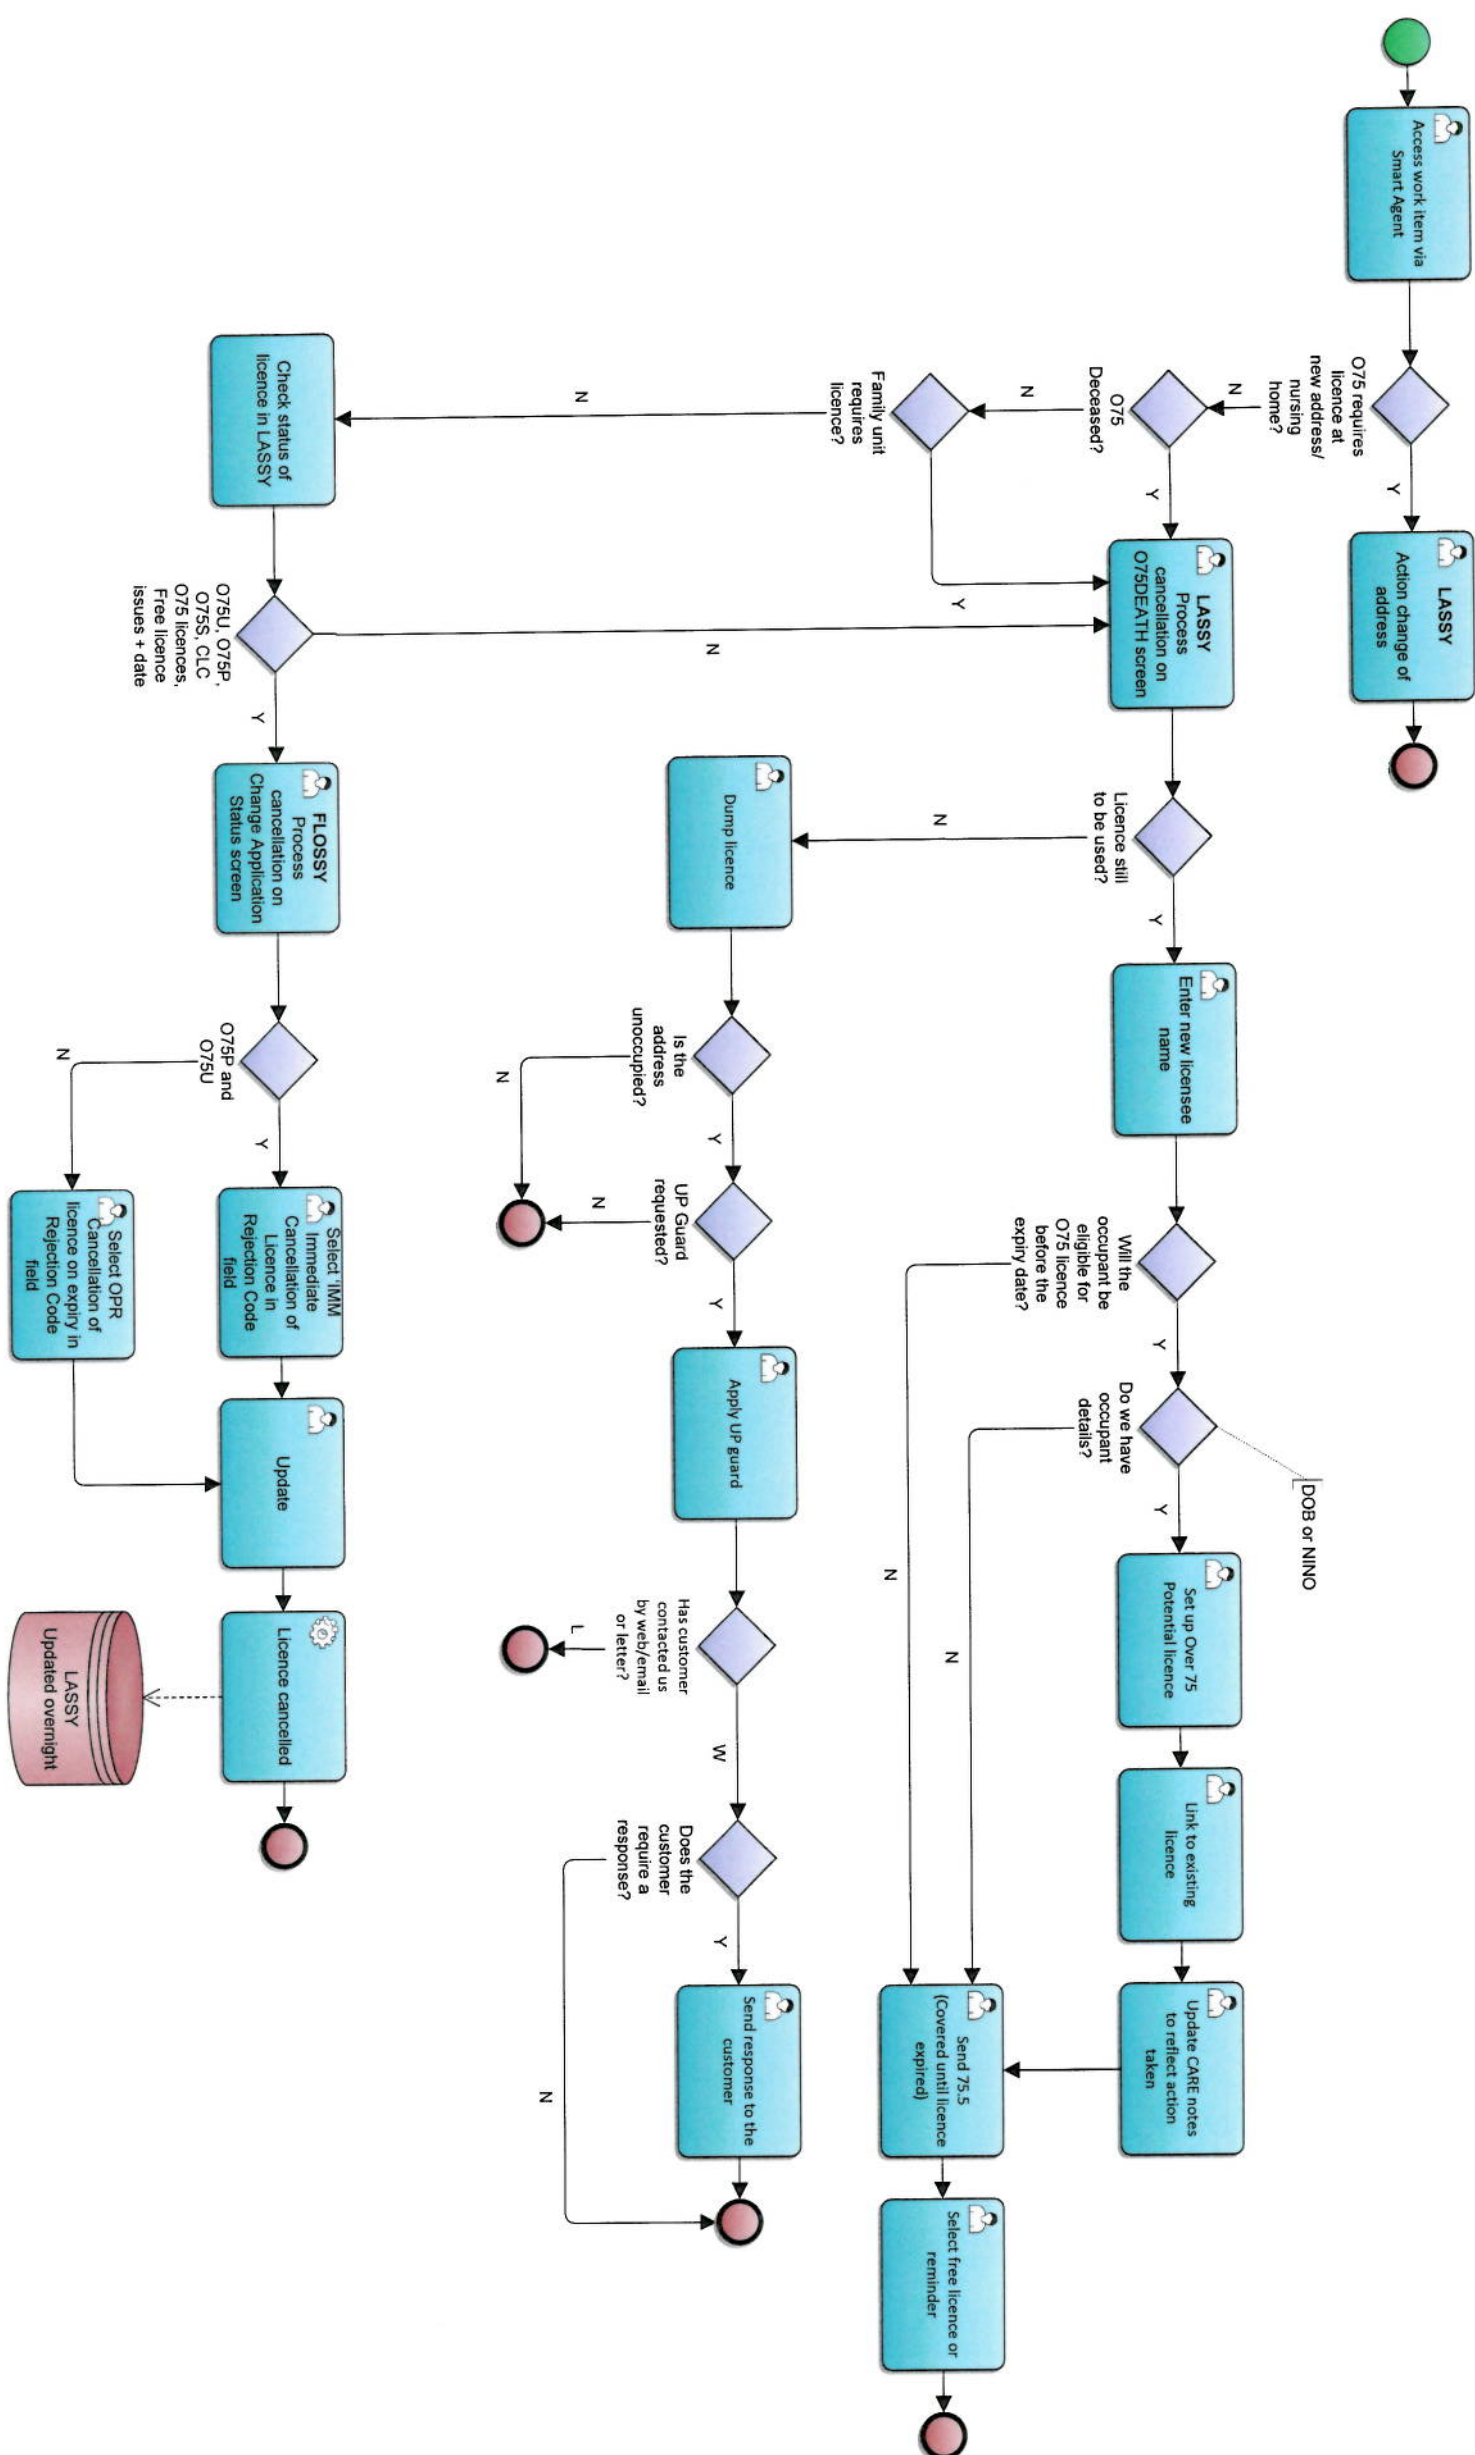 Access work item via
Smart Agent
O75 requires
licence at
new address/
nursing
home?
Y
LASSY
Action change of
address
N
O75
Deceased?
Y
LASSY
Process
cancellation on
O75DEATH screen
N
Family unit
requires
licence?
Y
N
Licence still
to be used?
Y
Enter new licensee
name
Will the
occupant be
eligible for
O75 licence
before the
expiry date?
Y
Do we have
occupant
details?
DOB or NINO
Y
Set up Over 75
Potential licence
Link to existing
licence
Update CARE notes
to reflect action
taken
N
N
Send 75.5
(Covered until licence
expired)
Select free licence or
reminder
N
Dump licence
Is the
address
unoccupied?
N
Y
UP Guard
requested?
N
Y
Apply UP guard
Has customer
contacted us
by web/email
or letter?
L
W
Does the
customer
require a
response?
Y
Send response to the
customer
N
Check status of
licence in LASSY
O75U, O75P,
O75S, CLC
O75 licences,
Free licence
issues + date
N
Y
FLOSSY
Process
cancellation on
Change Application
Status screen
O75P and
O75U
Y
Select 'IMM
Immediate
Cancellation of
Licence in
Rejection Code
field
N
Select OPR
Cancellation of
licence on expiry in
Rejection Code
field
Update
Licence cancelled
LASSY
Updated overnight